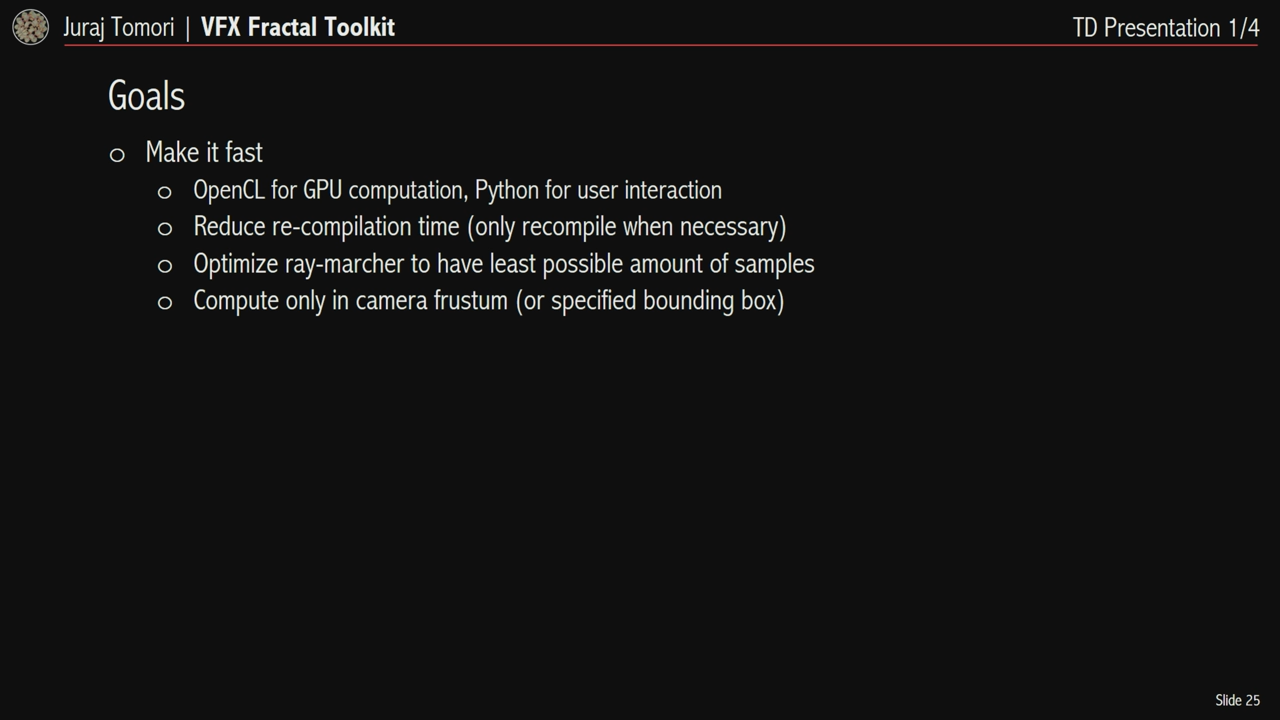 Juraj Tomori | VFX Fractal Toolkit
TD Presentation 1/4
Goals
Make it fast
OpenCL for GPU computation, Python for user interaction
Reduce re-compilation time (only recompile when necessary)
Optimize ray-marcher to have least possible amount of samples
Compute only in camera frustum (or specified bounding box)
Slide 25